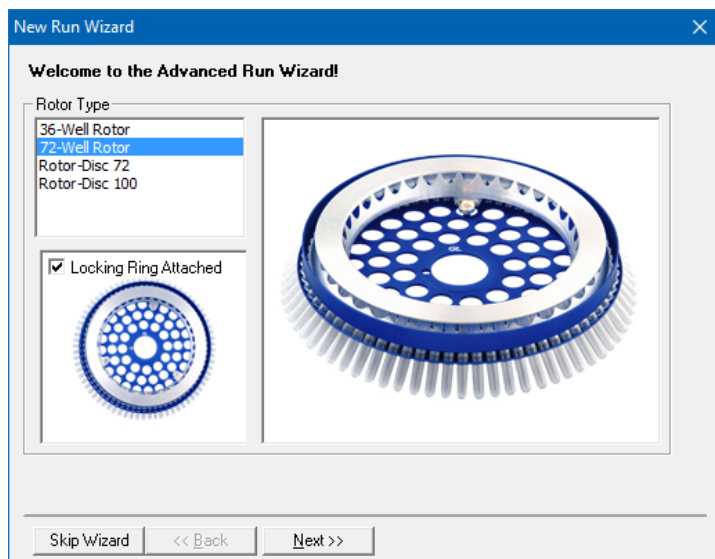 New Run Wizard
Welcome to the Advanced Run Wizard!
Rotor Type
36-Well Rotor
72-Well Rotor
Rotor-Disc 72
Rotor-Disc 100
Locking Ring Attached
Skip Wizard
<< Back
Next >>